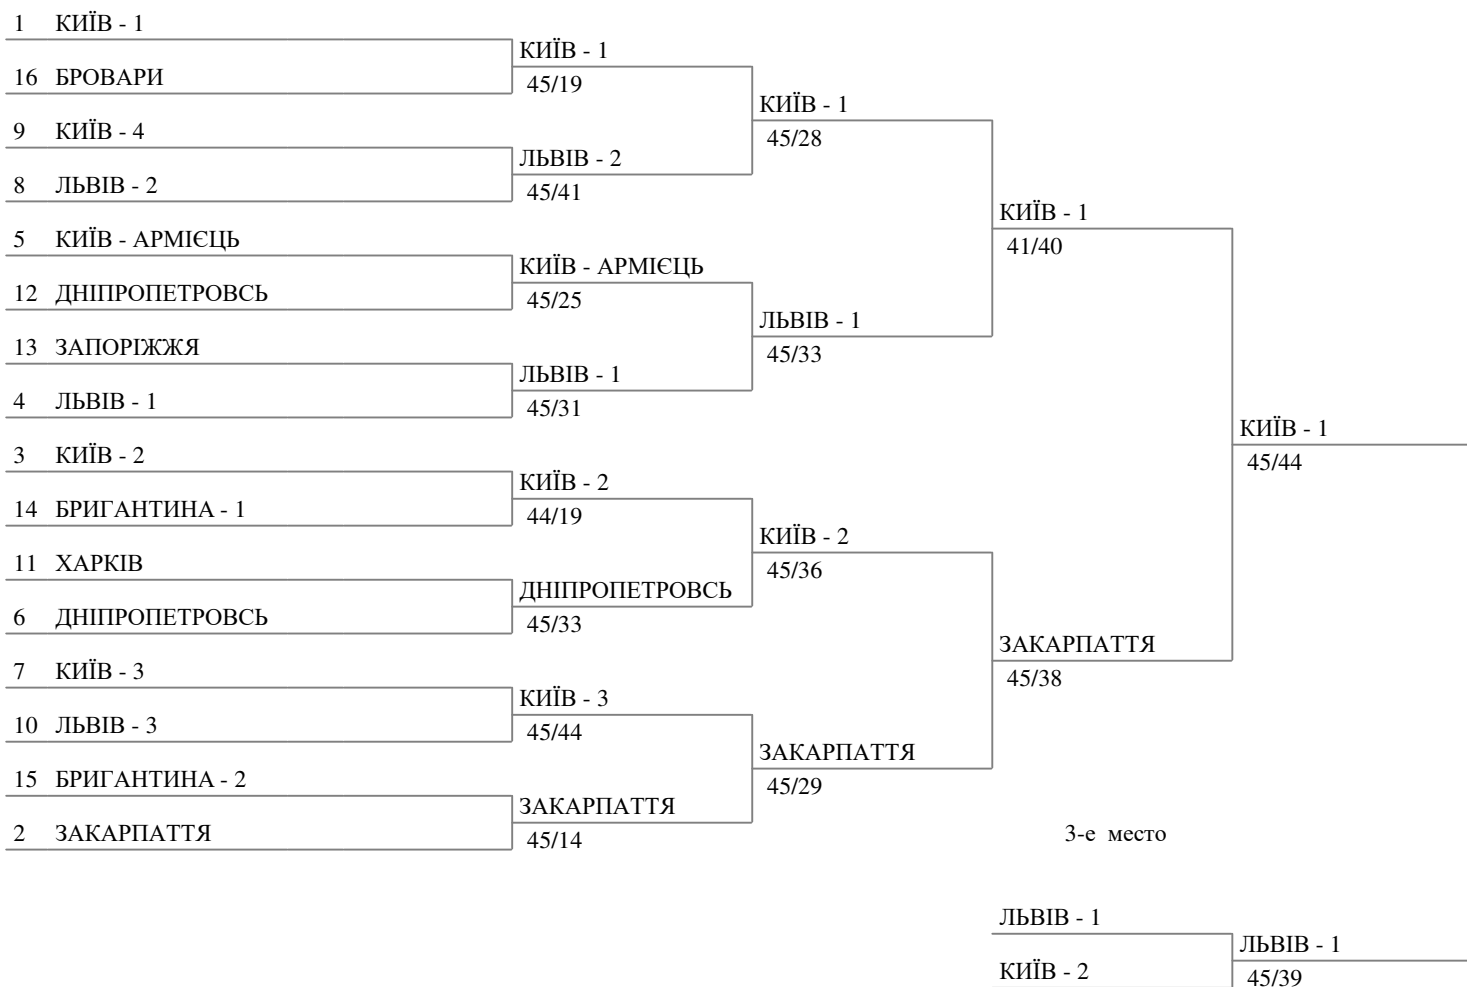 1 КИЇВ - 1
КИЇВ - 1
16 БРОВАРИ
45/19
КИЇВ - 1
9 КИЇВ - 4
45/28
ЛЬВІВ - 2
8 ЛЬВІВ - 2
45/41
КИЇВ - 1
5 КИЇВ - АРМІЄЦЬ
41/40
КИЇВ - АРМІЄЦЬ
12 ДНІПРОПЕТРОВСЬ
45/25
ЛЬВІВ - 1
13 ЗАПОРІЖЖЯ
45/33
ЛЬВІВ - 1
4 ЛЬВІВ - 1
45/31
КИЇВ - 1
3 КИЇВ - 2
45/44
КИЇВ - 2
14 БРИГАНТИНА - 1
44/19
КИЇВ - 2
11 ХАРКІВ
45/36
ДНІПРОПЕТРОВСЬ
6 ДНІПРОПЕТРОВСЬ
45/33
ЗАКАРПАТТЯ
7 КИЇВ - 3
45/38
КИЇВ - 3
10 ЛЬВІВ - 3
45/44
ЗАКАРПАТТЯ
15 БРИГАНТИНА - 2
45/29
ЗАКАРПАТТЯ
2 ЗАКАРПАТТЯ
45/14
3-е место
ЛЬВІВ - 1
ЛЬВІВ - 1
КИЇВ - 2
45/39